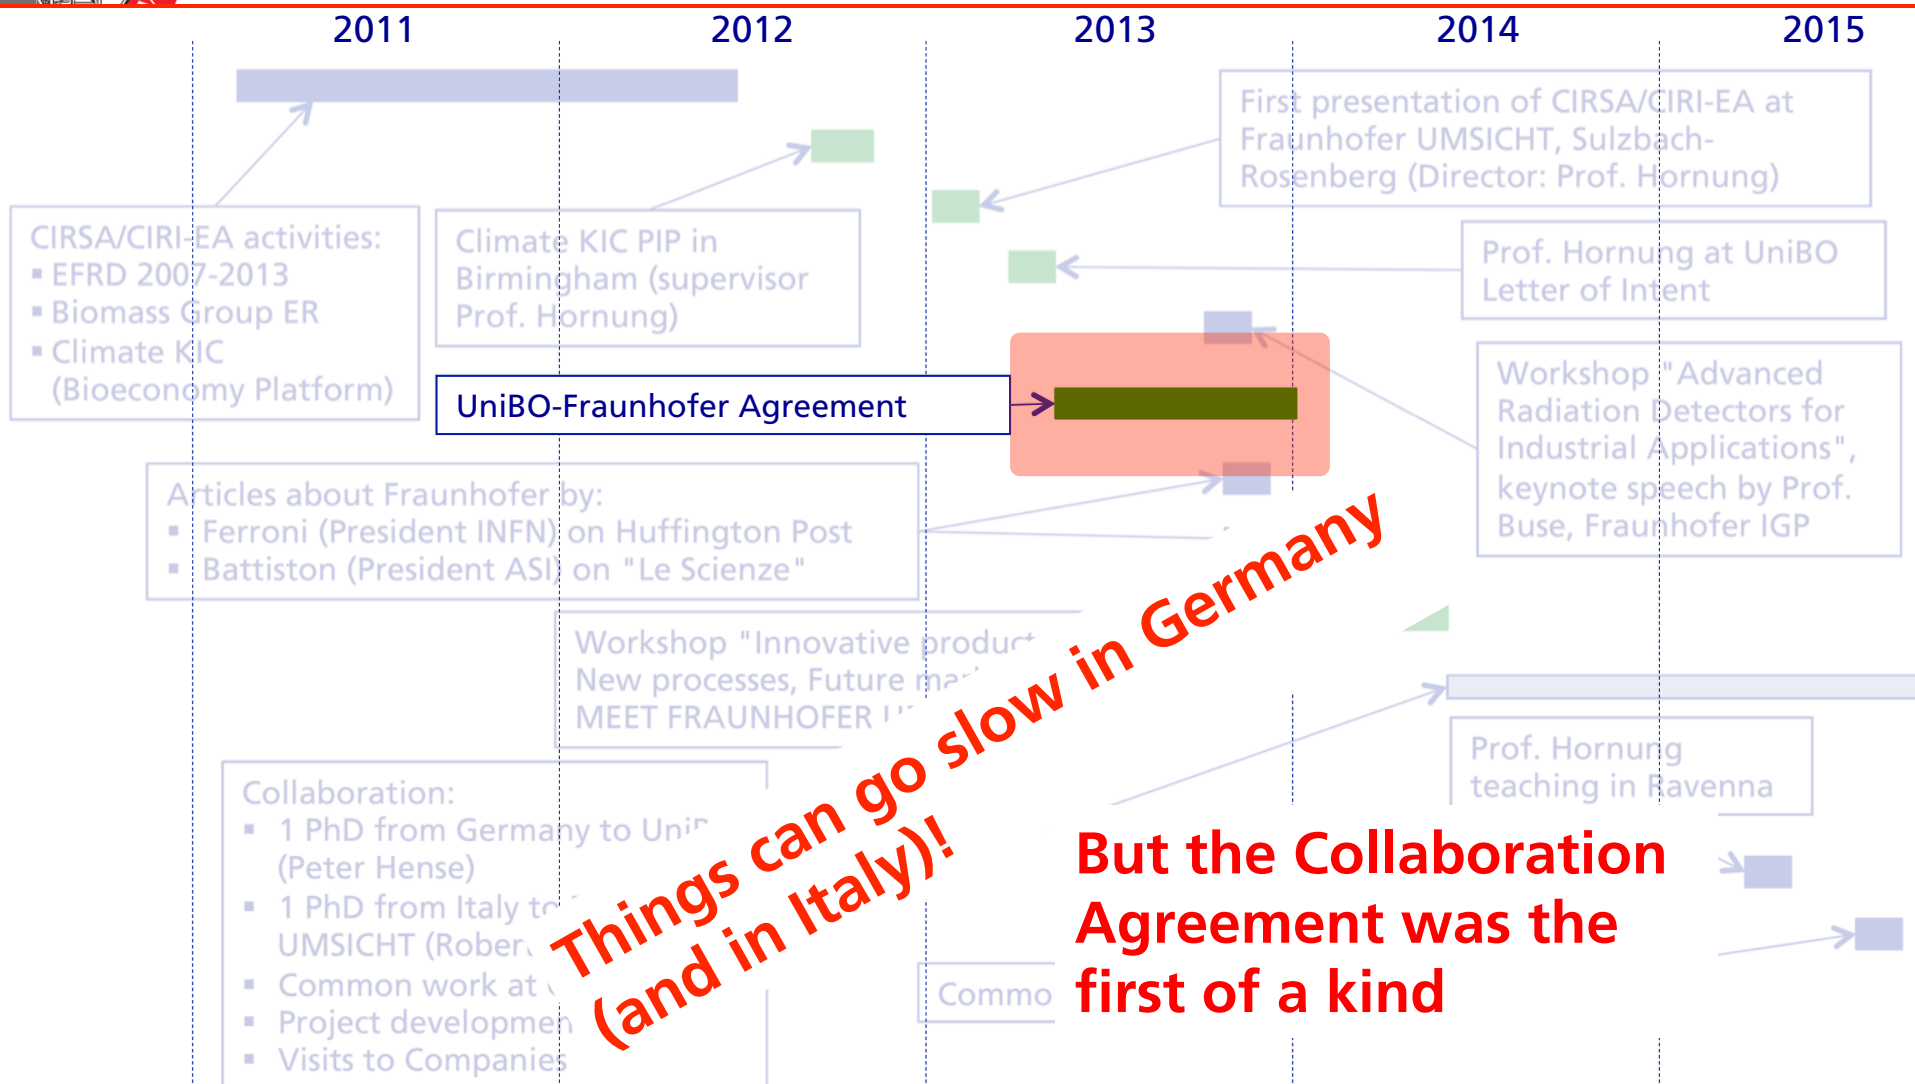 2011 2012 2013 2014 2015
First presentation of CIRSA/CIRI-EA at
Fraunhofer UMSICHT, Sulzbach-
Rosenberg (Director: Prof. Hornung)
CIRSA/CIRI-EA activities:
▪ EFRD 2007-2013
▪ Biomass Group ER
▪ Climate KIC
(Bioeconomy Platform)
Climate KIC PIP in
Birmingham (supervisor
Prof. Hornung)
Prof. Hornung at UniBO
Letter of Intent
UniBO-Fraunhofer Agreement
Workshop "Advanced
Radiation Detectors for
Industrial Applications",
keynote speech by Prof.
Buse, Fraunhofer IGP
Articles about Fraunhofer by:
▪ Ferroni (President INFN) on Huffington Post
▪ Battiston (President ASI) on "Le Scienze"
Workshop "Innovative
New processes, Future
MEET FRAUNHOFER
Prof. Hornung
teaching in Ravenna
Collaboration:
▪ 1 PhD from Germany to
(Peter Hense)
▪ 1 PhD from Italy to
UMSICHT
▪ Common work at
▪ Project
▪ Visits to Companies
Things can go slow in Germany
(and in Italy)!
But the Collaboration
Agreement was the
first of a kind